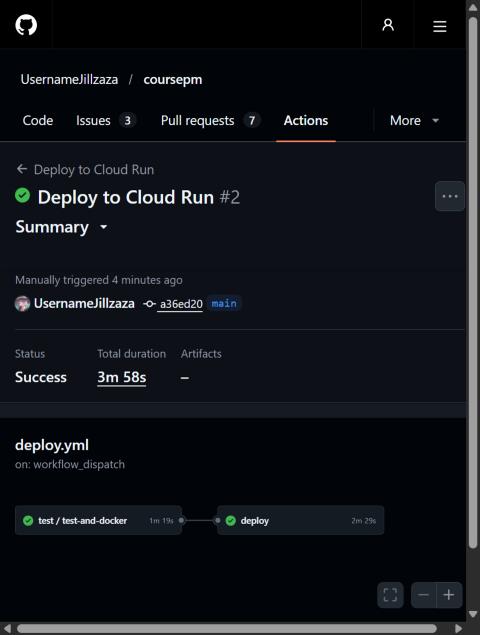 UsernameJillzaza / coursepm
Code Issues 3 Pull requests 7 Actions More
Deploy to Cloud Run
Deploy to Cloud Run #2
Summary
Manually triggered 4 minutes ago
UsernameJillzaza a36ed20 main
Status Total duration Artifacts
Success 3m 58s –
deploy.yml
on: workflow_dispatch
test / test-and-docker 1m 19s deploy 2m 29s